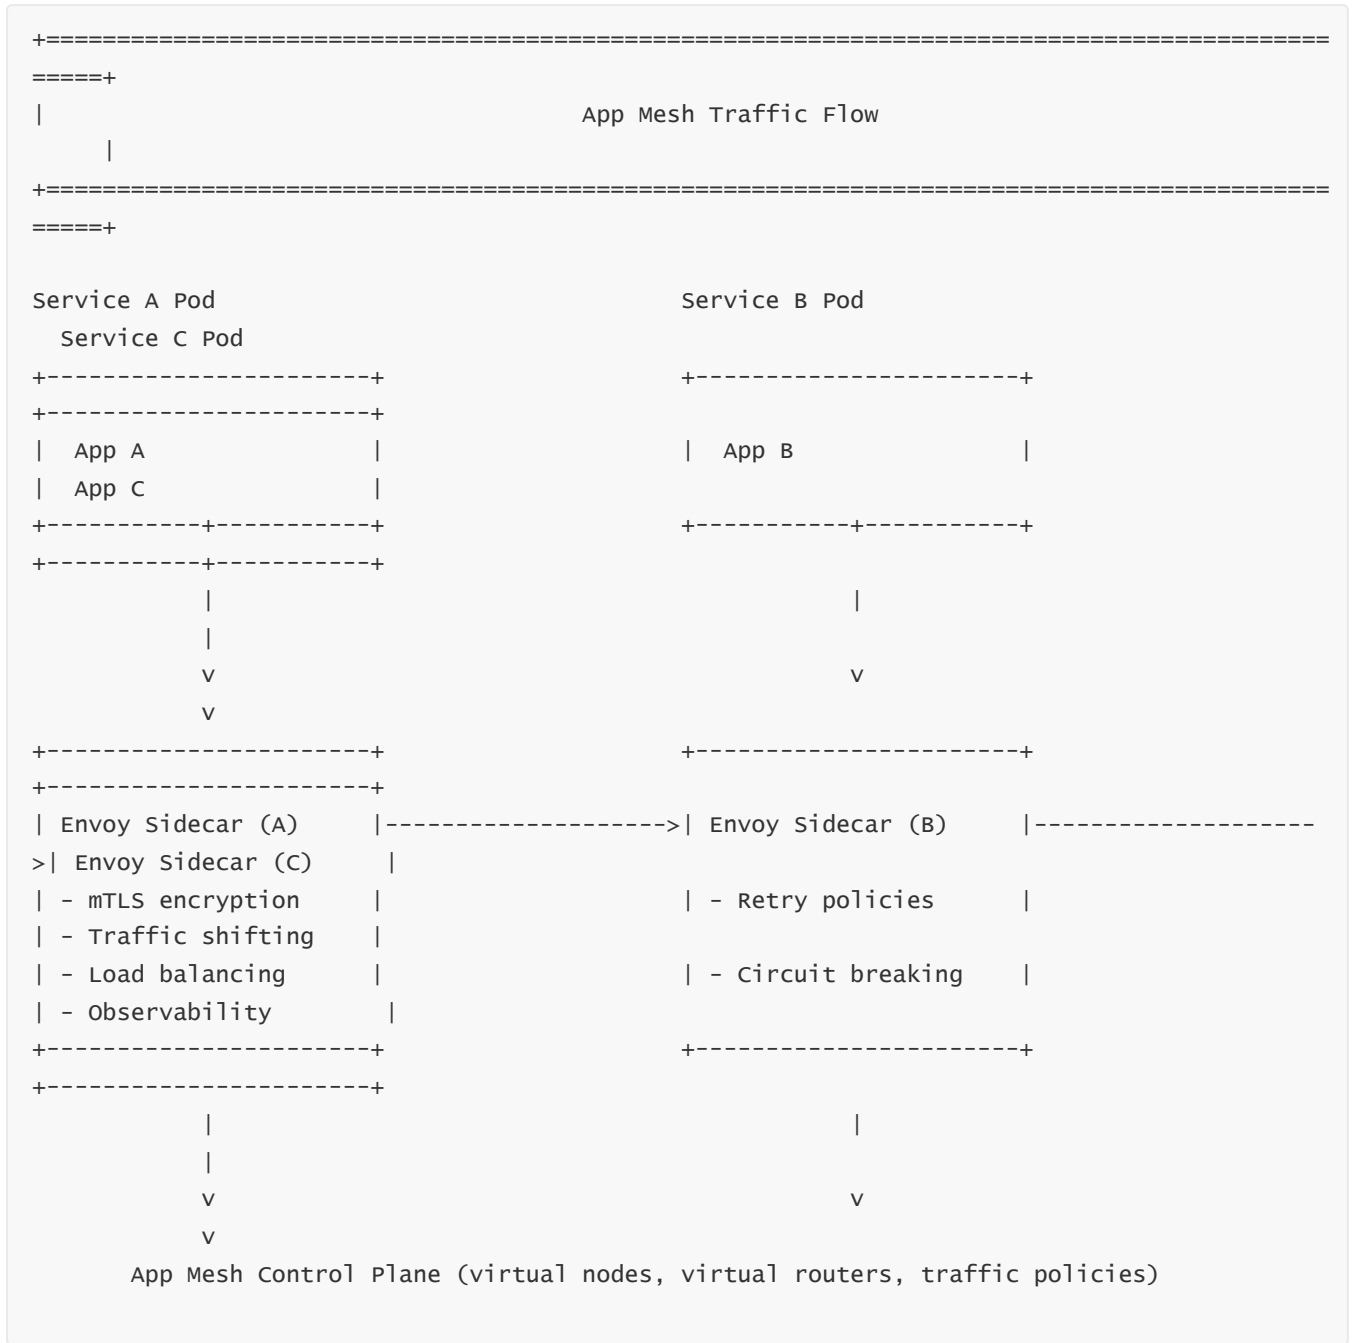 +===========================================================================================
=====+
|                                      App Mesh Traffic Flow
     |
+===========================================================================================
=====+

Service A Pod                                 Service B Pod
  Service C Pod
+-----------------------+                     +-----------------------+
+-----------------------+
|  App A                |                     |  App B                |
|  App C                |
+-----------+-----------+                     +-----------+-----------+
+-----------+-----------+
            |                                             |
            |
            v                                             v
            v
+-----------------------+                     +-----------------------+
+-----------------------+
| Envoy Sidecar (A)     |-------------------->| Envoy Sidecar (B)     |--------------------
>| Envoy Sidecar (C)     |
| - mTLS encryption     |                     | - Retry policies      |
| - Traffic shifting    |
| - Load balancing      |                     | - Circuit breaking    |
| - Observability        |
+-----------------------+                     +-----------------------+
+-----------------------+
            |                                             |
            |
            v                                             v
            v
       App Mesh Control Plane (virtual nodes, virtual routers, traffic policies)